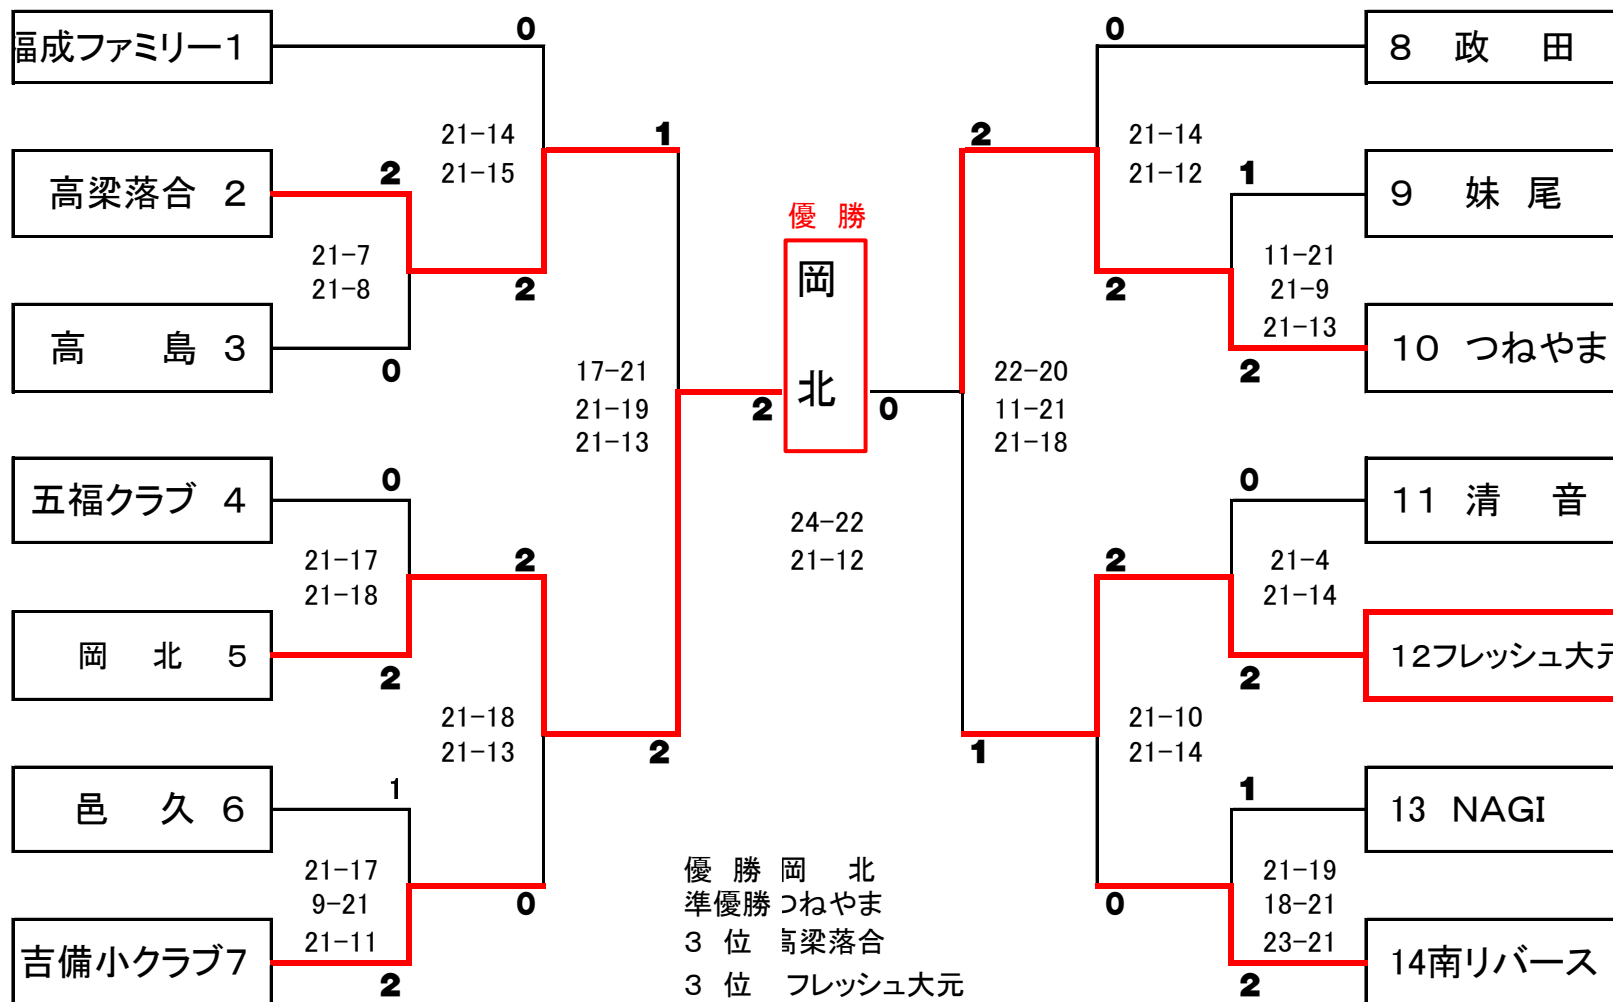 福成ファミリー1
0
21-14
21-15
高梁落合 2
2
21-7
21-8
2
高 島 3
0
1
17-21
21-19
21-13
五福クラブ 4
0
21-17
21-18
2
岡 北 5
2
21-18
21-13
2
邑 久 6
1
21-17
9-21
21-11
0
吉備小クラブ7
2
優 勝
岡
北
2
0
24-22
21-12
優 勝 岡 北
準優勝 つねやま
3 位 高梁落合
3 位 フレッシュ大元
0
8 政 田
2
21-14
21-12
1
9 妹 尾
11-21
21-9
21-13
2
10 つねやま
2
22-20
11-21
21-18
0
11 清 音
2
21-4
21-14
12フレッシュ大元
2
1
21-10
21-14
1
13 NAGI
21-19
18-21
23-21
0
14南リバース
2